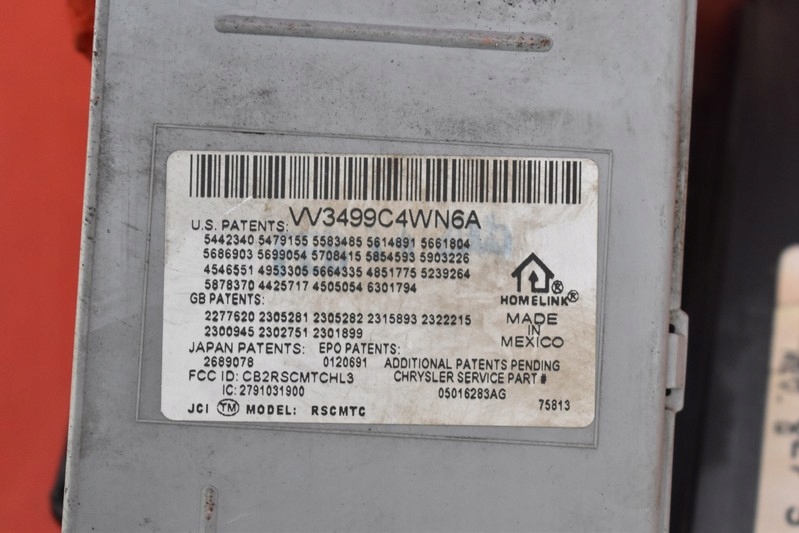 VV3499C4WN6A
U.S. PATENTS:
5442340 5479155 5583485 5614891 5661804
5686903 5699054 5708415 5854593 5903226
4546551 4953305 5664335 4851775 5239264
5878370 4425717 4505054 6301794
GB PATENTS:
2277620 2305281 2305282 2315893 2322215
2300945 2302751 2301899
JAPAN PATENTS: EPO PATENTS:
2689078 0120691 ADDITIONAL PATENTS PENDING
FCC ID: CB2RSCMTCHL3 CHRYSLER SERVICE PART #
IC: 2791031900 05016283AG
JCI TM MODEL: RSCMTC 75813
®
HOMELINK®
MADE
IN
MEXICO